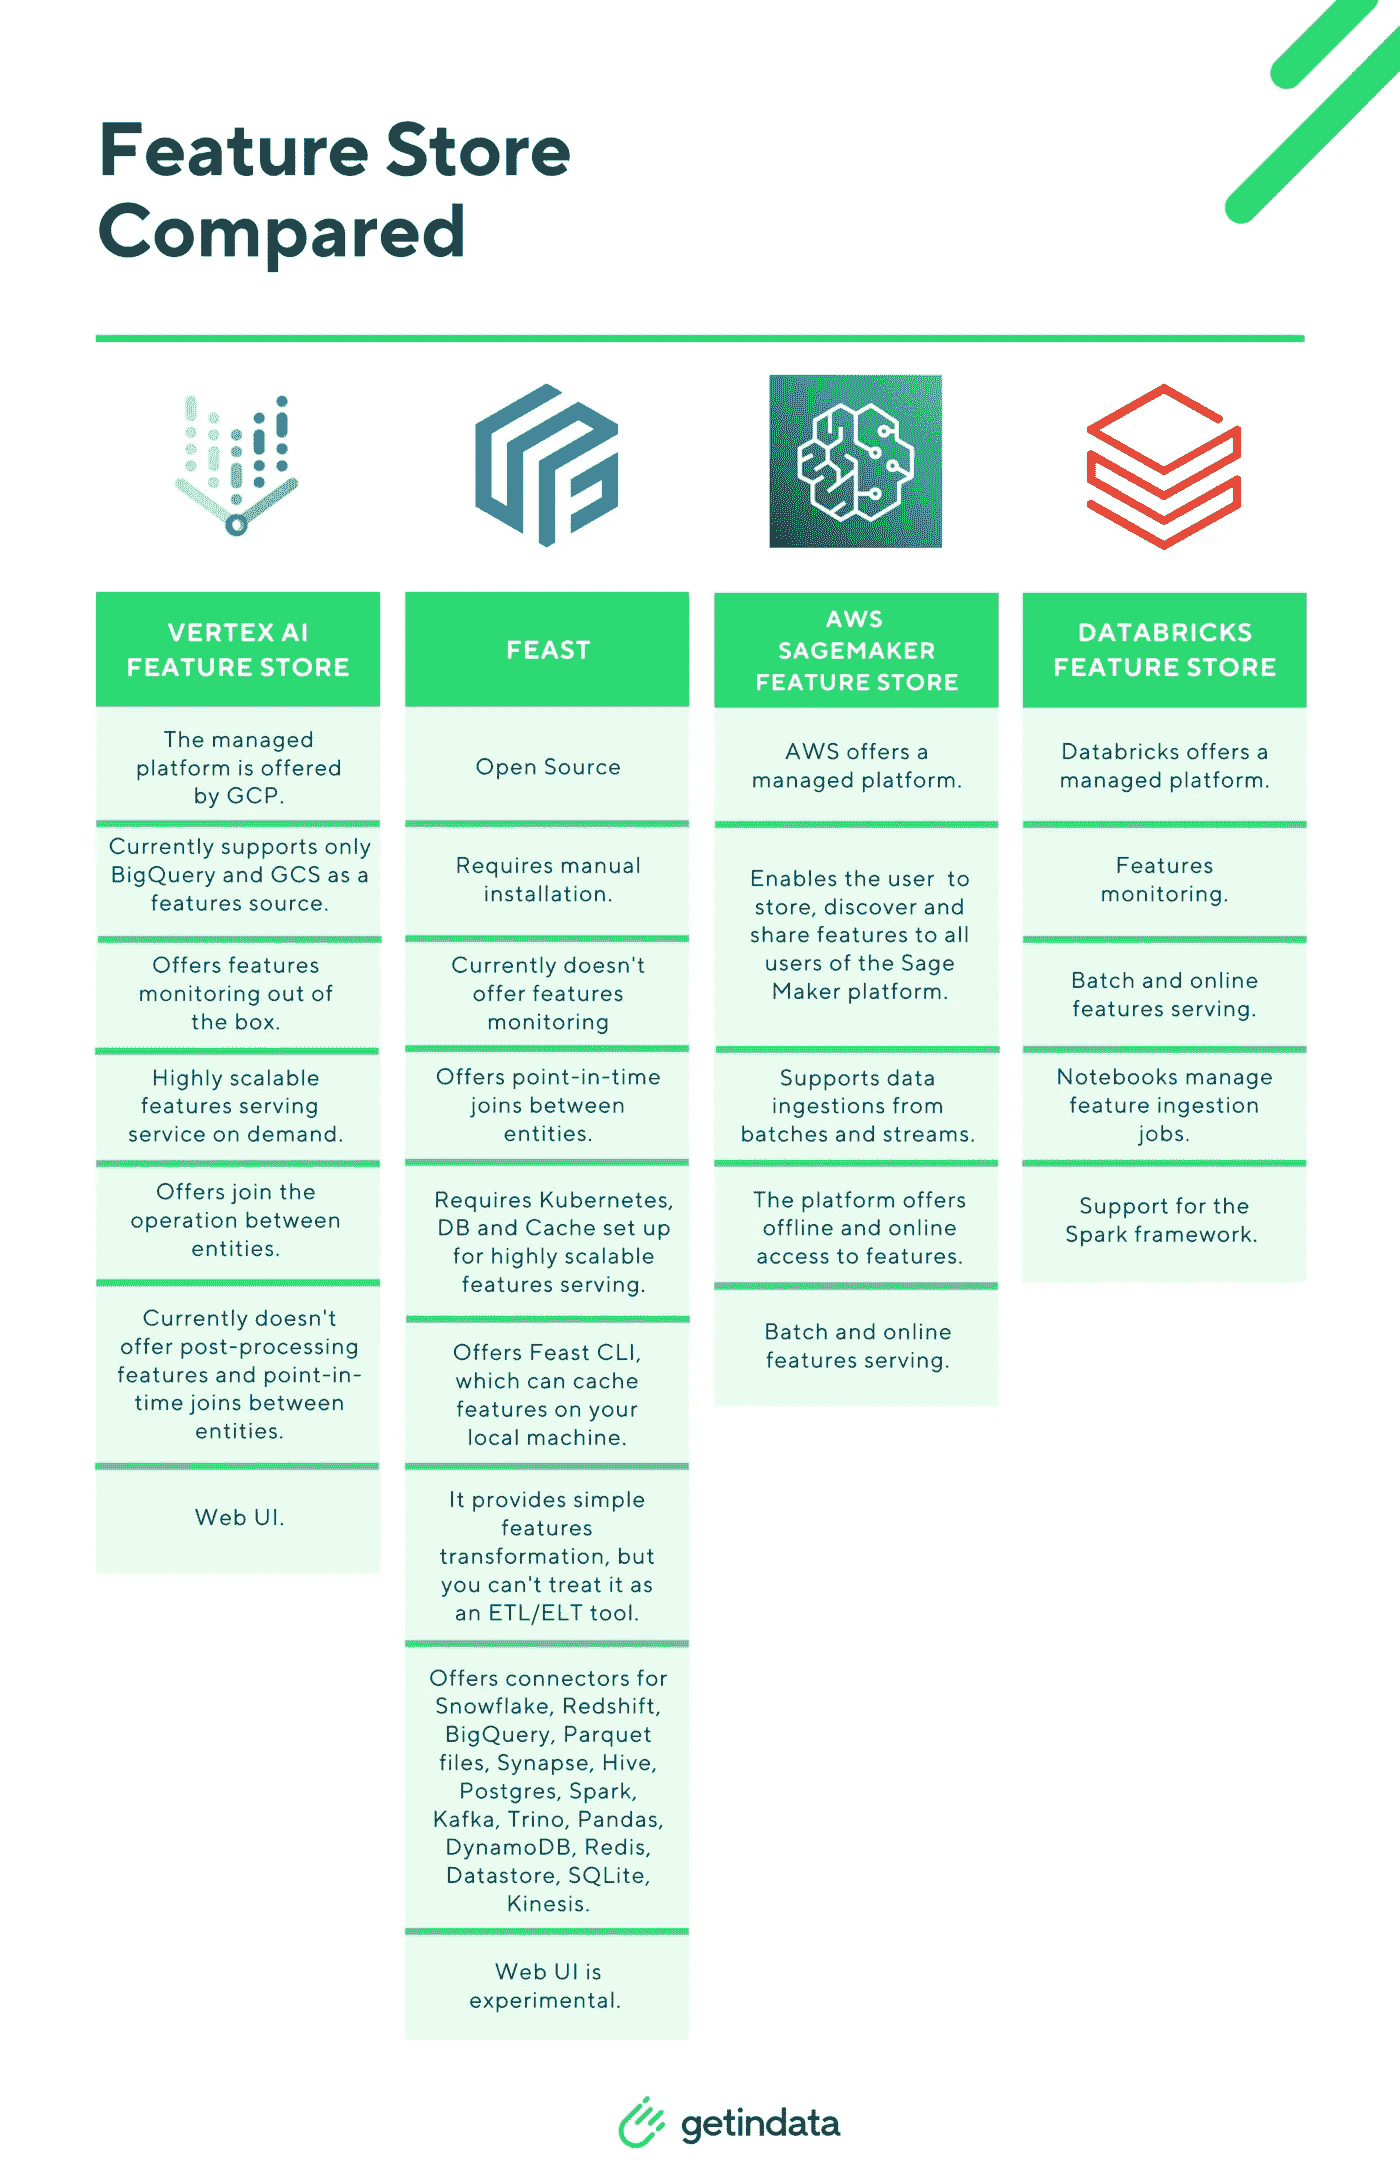 Feature Store
Compared
VERTEX AI
FEATURE STORE
The managed
platform is offered
by GCP.
Currently supports only
BigQuery and GCS as a
features source.
Offers features
monitoring out of
the box.
Highly scalable
features serving
service on demand.
Offers join the
operation between
entities.
Currently doesn't
offer post-processing
features and point-in-
time joins between
entities.
Web UI.
FEAST
Open Source
Requires manual
installation.
Currently doesn't
offer features
monitoring
Offers point-in-time
joins between
entities.
Requires Kubernetes,
DB and Cache set up
for highly scalable
features serving.
Offers Feast CLI,
which can cache
features on your
local machine.
It provides simple
features
transformation, but
you can't treat it as
an ETL/ELT tool.
Offers connectors for
Snowflake, Redshift,
BigQuery, Parquet
files, Synapse, Hive,
Postgres, Spark,
Kafka, Trino, Pandas,
DynamoDB, Redis,
Datastore, SQLite,
Kinesis.
Web UI is
experimental.
AWS
SAGEMAKER
FEATURE STORE
AWS offers a
managed platform.
Enables the user to
store, discover and
share features to all
users of the Sage
Maker platform.
Supports data
ingestions from
batches and streams.
The platform offers
offline and online
access to features.
Batch and online
features serving.
DATABRICKS
FEATURE STORE
Databricks offers a
managed platform.
Features
monitoring.
Batch and online
features serving.
Notebooks manage
feature ingestion
jobs.
Support for the
Spark framework.
getindata